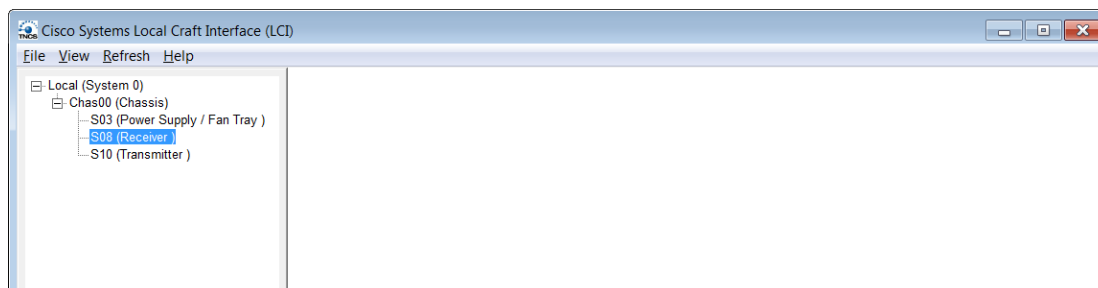 TNCS Cisco Systems Local Craft Interface (LCI)
File View Refresh Help
Local (System 0)
Chas00 (Chassis)
S03 (Power Supply / Fan Tray )
S08 (Receiver )
S10 (Transmitter )